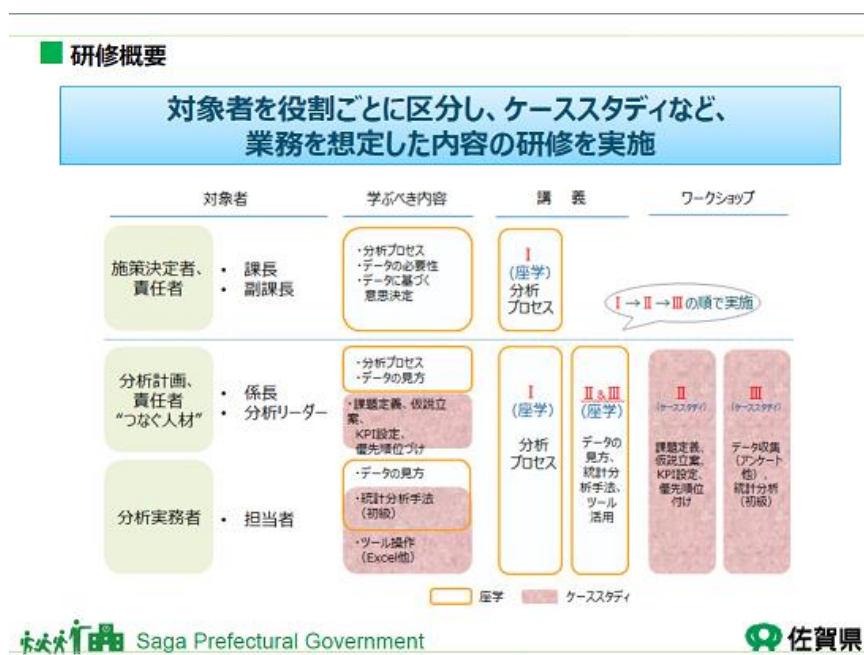 研修概要
対象者を役割ごとに区分し、ケーススタディなど、
業務を想定した内容の研修を実施
対象者
学ぶべき内容
講 義
ワークショップ
施策決定者、
責任者
・ 課長
・ 副課長
・分析プロセス
・データの必要性
・データに基づく
意思決定
Ⅰ
(座学)
分析
プロセス
Ⅰ→Ⅱ→Ⅲの順で実施
分析計画、
責任者
“つなぐ人材”
・ 係長
・ 分析リーダー
・分析プロセス
・データの見方
・課題定義、仮説立
案、
KPI設定、
優先順位づけ
分析実務者
・ 担当者
・データの見方
・統計分析手法
(初級)
・ツール操作
(Excel他)
Ⅰ
(座学)
分析
プロセス
Ⅱ&Ⅲ
(座学)
データの
見方、
統計分
析手法、
ツール
活用
Ⅱ
(ケーススタディ)
課題定義、
仮説立案、
KPI設定、
優先順位
付け
Ⅲ
(ケーススタディ)
データ収集
(アンケート
他)、
統計分析
(初級)
座学
ケーススタディ
Saga Prefectural Government
佐賀県